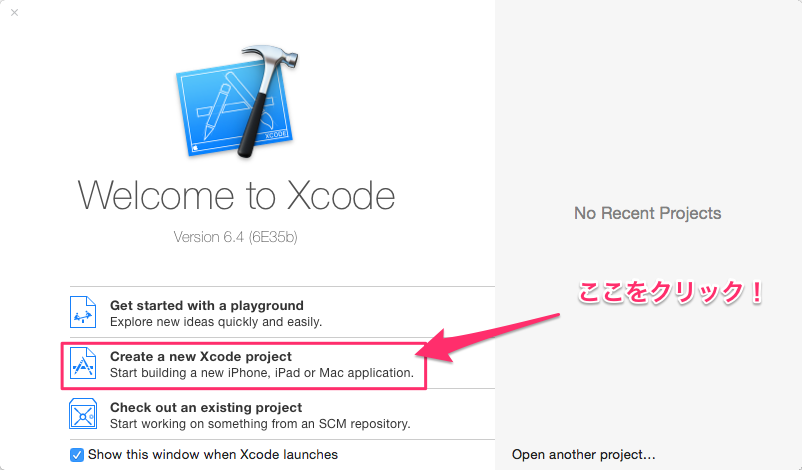 XCODE
Welcome to Xcode
Version 6.4 (6E35b)
Get started with a playground
Explore new ideas quickly and easily.
Create a new Xcode project
Start building a new iPhone, iPad or Mac application.
Check out an existing project
Start working on something from an SCM repository.
Show this window when Xcode launches
No Recent Projects
ここをクリック！
Open another project...